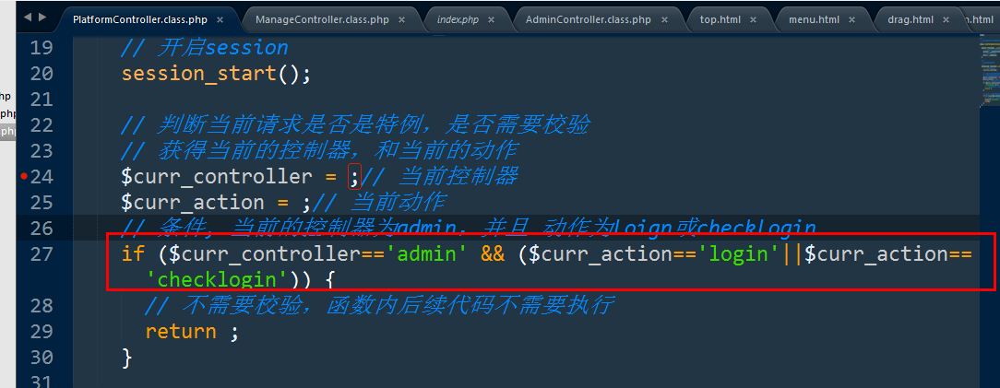 PlatformController.class.php × ManageController.class.php × index.php × AdminController.class.php × top.html × menu.html × drag.html × n.html
hp
php
php
19 // 开启session
20 session_start();
21
22 // 判断当前请求是否是特例，是否需要校验
23 // 获得当前的控制器，和当前的动作
24 $curr_controller = ;// 当前控制器
25 $curr_action = ;// 当前动作
26 // 条件，当前的控制器为admin，并且 动作为Loign或checklogin
27 if ($curr_controller=='admin' && ($curr_action=='login'||$curr_action==
'checklogin')) {
28 // 不需要校验，函数内后续代码不需要执行
29 return ;
30 }
31